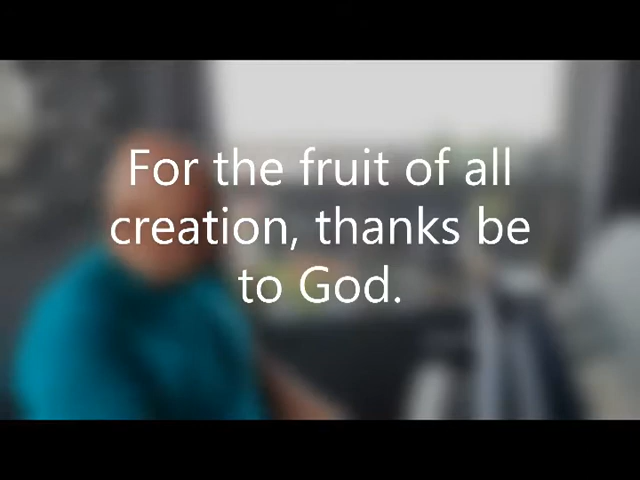 For the fruit of all
creation, thanks be
to God.